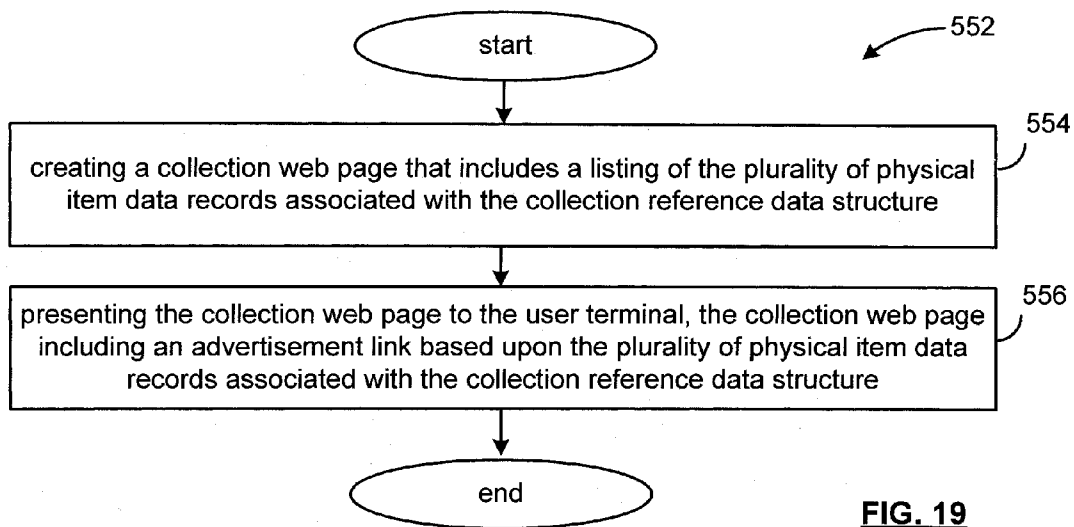 start
552
554
creating a collection web page that includes a listing of the plurality of physical
item data records associated with the collection reference data structure
556
presenting the collection web page to the user terminal, the collection web page
including an advertisement link based upon the plurality of physical item data
records associated with the collection reference data structure
end
FIG. 19